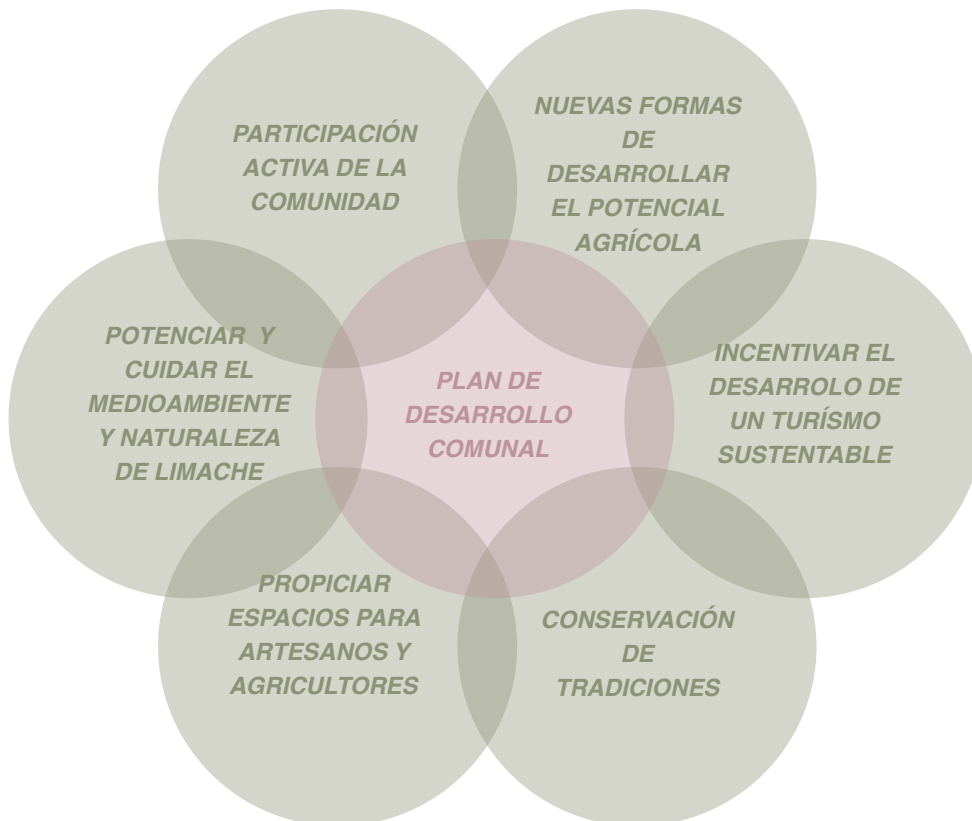 PARTICIPACIÓN
ACTIVA DE LA
COMUNIDAD
NUEVAS FORMAS
DE
DESARROLLAR
EL POTENCIAL
AGRÍCOLA
POTENCIAR Y
CUIDAR EL
MEDIOAMBIENTE
Y NATURALEZA
DE LIMACHE
PLAN DE
DESARROLLO
COMUNAL
INCENTIVAR EL
DESARROLO DE
UN TURÍSMO
SUSTENTABLE
PROPICIAR
ESPACIOS PARA
ARTESANOS Y
AGRICULTORES
CONSERVACIÓN
DE
TRADICIONES